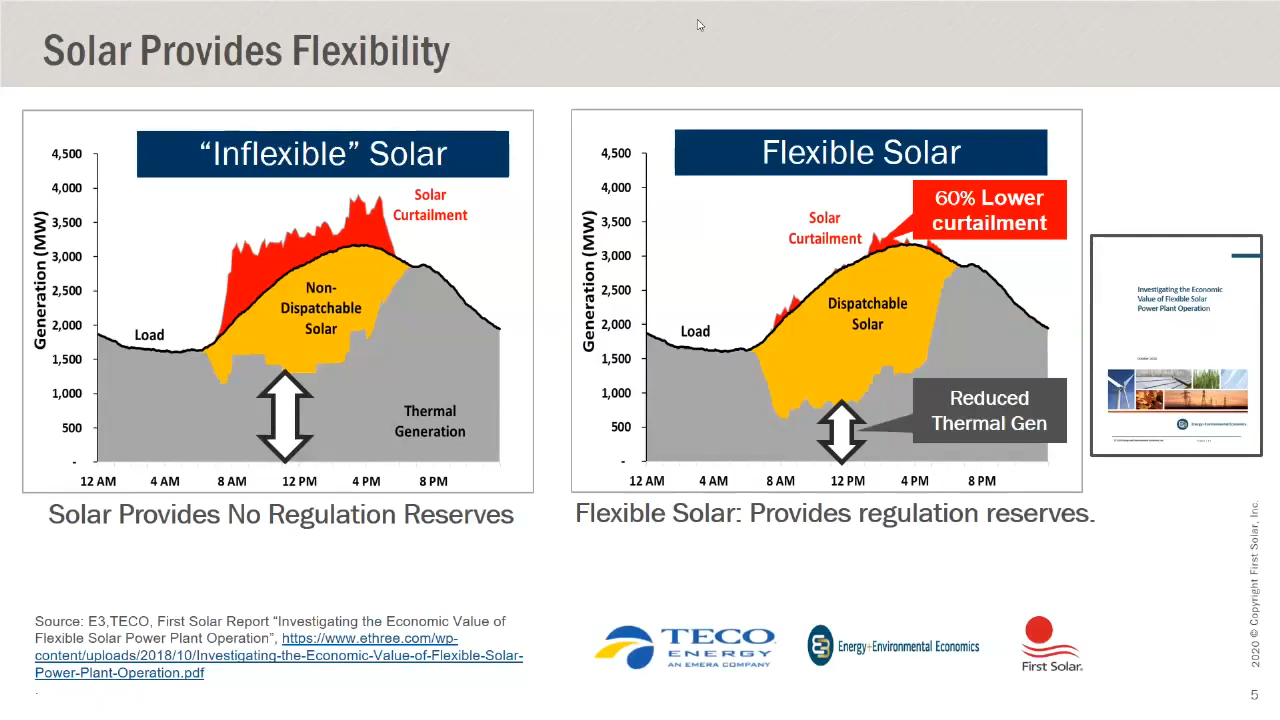 Solar Provides Flexibility
“Inflexible” Solar
4,500
4,000
3,500
3,000
2,500
2,000
1,500
1,000
500
-
Generation (MW)
Solar
Curtailment
Non-
Dispatchable
Solar
Load
Thermal
Generation
12 AM 4 AM 8 AM 12 PM 4 PM 8 PM
Solar Provides No Regulation Reserves
Flexible Solar
4,500
4,000
3,500
3,000
2,500
2,000
1,500
1,000
500
-
Generation (MW)
60% Lower
curtailment
Solar
Curtailment
Dispatchable
Solar
Load
Reduced
Thermal Gen
12 AM 4 AM 8 AM 12 PM 4 PM 8 PM
Flexible Solar: Provides regulation reserves.
Investigating the Economic
Value of Flexible Solar
Power Plant Operation
October 2018
Energy+Environmental Economics
Source: E3,TECO, First Solar Report “Investigating the Economic Value of
Flexible Solar Power Plant Operation”, https://www.ethree.com/wp-
content/uploads/2018/10/Investigating-the-Economic-Value-of-Flexible-Solar-
Power-Plant-Operation.pdf
.
TECO
ENERGY
AN EMERA COMPANY
Energy+Environmental Economics
First Solar.
2020 © Copyright First Solar, Inc.
5